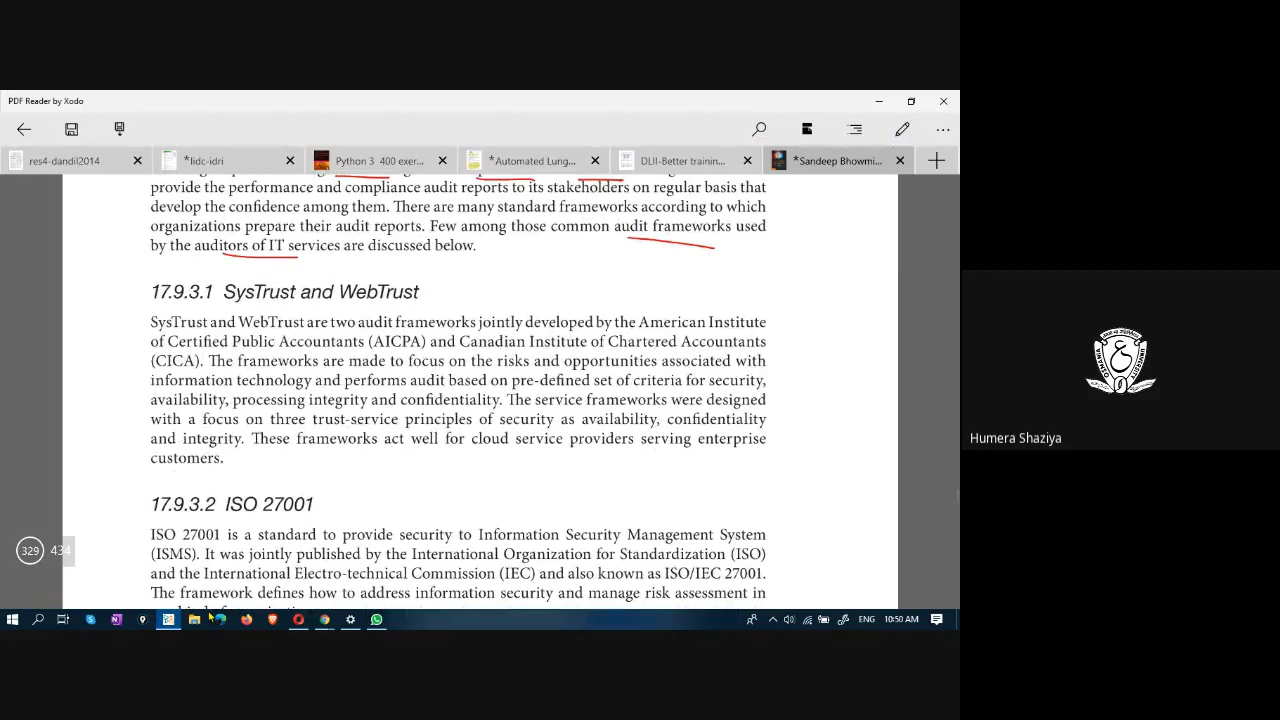 PDF Reader by Xodo
res4-dandil2014
*lidc-idri
Python 3 400 exer...
*Automated Lung...
DLII-Better trainin...
*Sandeep Bhowmi...
provide the performance and compliance audit reports to its stakeholders on regular basis that
develop the confidence among them. There are many standard frameworks according to which
organizations prepare their audit reports. Few among those common audit frameworks used
by the auditors of IT services are discussed below.
17.9.3.1 SysTrust and WebTrust
SysTrust and WebTrust are two audit frameworks jointly developed by the American Institute
of Certified Public Accountants (AICPA) and Canadian Institute of Chartered Accountants
(CICA). The frameworks are made to focus on the risks and opportunities associated with
information technology and performs audit based on pre-defined set of criteria for security,
availability, processing integrity and confidentiality. The service frameworks were designed
with a focus on three trust-service principles of security as availability, confidentiality
and integrity. These frameworks act well for cloud service providers serving enterprise
customers.
17.9.3.2 ISO 27001
ISO 27001 is a standard to provide security to Information Security Management System
(ISMS). It was jointly published by the International Organization for Standardization (ISO)
and the International Electro-technical Commission (IEC) and also known as ISO/IEC 27001.
The framework defines how to address information security and manage risk assessment in
329 434
ENG 10:50 AM
Humera Shaziya